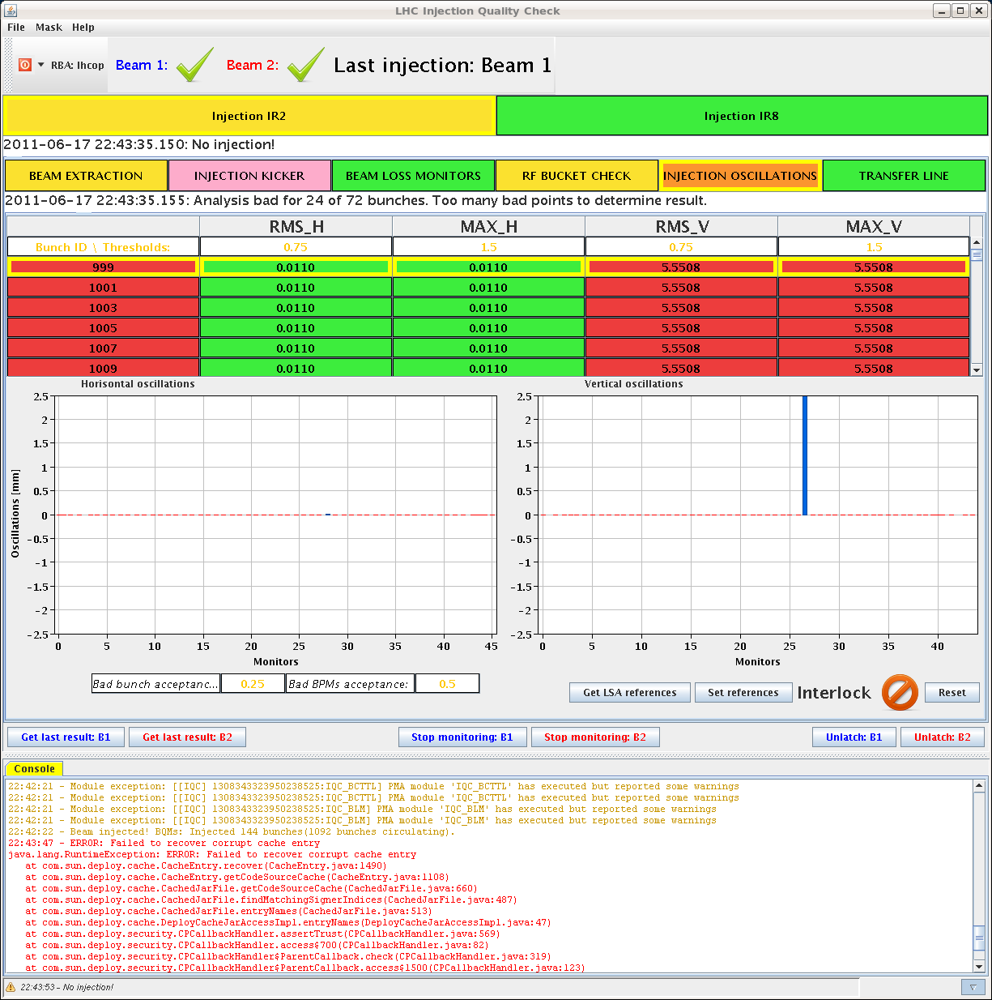 LHC Injection Quality Check
File Mask Help
RBA: lhcop Beam 1: Beam 2: Last injection: Beam 1
Injection IR2 Injection IR8
2011-06-17 22:43:35.150: No injection!
BEAM EXTRACTION INJECTION KICKER BEAM LOSS MONITORS RF BUCKET CHECK INJECTION OSCILLATIONS TRANSFER LINE
2011-06-17 22:43:35.155: Analysis bad for 24 of 72 bunches. Too many bad points to determine result.
RMS_H MAX_H RMS_V MAX_V
Bunch ID \ Thresholds: 0.75 1.5 0.75 1.5
999 0.0110 0.0110 5.5508 5.5508
1001 0.0110 0.0110 5.5508 5.5508
1003 0.0110 0.0110 5.5508 5.5508
1005 0.0110 0.0110 5.5508 5.5508
1007 0.0110 0.0110 5.5508 5.5508
1009 0.0110 0.0110 5.5508 5.5508
Horisontal oscillations Vertical oscillations
2.5 2.5
2 2
1.5 1.5
1 1
0.5 0.5
0 0
-0.5 -0.5
-1 -1
-1.5 -1.5
-2 -2
-2.5 -2.5
Oscillations [mm]
0 5 10 15 20 25 30 35 40 45 0 5 10 15 20 25 30 35 40
Monitors Monitors
Bad bunch acceptanc... 0.25 Bad BPMs acceptance: 0.5
Get LSA references Set references Interlock Reset
Get last result: B1 Get last result: B2 Stop monitoring: B1 Stop monitoring: B2 Unlatch: B1 Unlatch: B2
Console
22:42:21 - Module exception: [[IQC] 1308343323950238525:IQC_BCTTL] PMA module 'IQC_BCTTL' has executed but reported some warnings
22:42:21 - Module exception: [[IQC] 1308343323950238525:IQC_BCTTL] PMA module 'IQC_BCTTL' has executed but reported some warnings
22:42:21 - Module exception: [[IQC] 1308343323950238525:IQC_BLM] PMA module 'IQC_BLM' has executed but reported some warnings
22:42:21 - Module exception: [[IQC] 1308343323950238525:IQC_BLM] PMA module 'IQC_BLM' has executed but reported some warnings
22:42:22 - Beam injected! BQMs: Injected 144 bunches(1092 bunches circulating).
22:43:47 - ERROR: Failed to recover corrupt cache entry
java.lang.RuntimeException: ERROR: Failed to recover corrupt cache entry
at com.sun.deploy.cache.CacheEntry.recover(CacheEntry.java:1490)
at com.sun.deploy.cache.CacheEntry.getCodeSourceCache(CacheEntry.java:1108)
at com.sun.deploy.cache.CachedJarFile.getCodeSourceCache(CachedJarFile.java:660)
at com.sun.deploy.cache.CachedJarFile.findMatchingSignerIndices(CachedJarFile.java:487)
at com.sun.deploy.cache.CachedJarFile.entryNames(CachedJarFile.java:513)
at com.sun.deploy.cache.DeployCacheJarAccessImpl.entryNames(DeployCacheJarAccessImpl.java:47)
at com.sun.deploy.security.CPCallbackHandler.assertTrust(CPCallbackHandler.java:569)
at com.sun.deploy.security.CPCallbackHandler.access$700(CPCallbackHandler.java:82)
at com.sun.deploy.security.CPCallbackHandler$ParentCallback.check(CPCallbackHandler.java:319)
at com.sun.deploy.security.CPCallbackHandler$ParentCallback.access$1500(CPCallbackHandler.java:123)
22:43:53 - No injection!